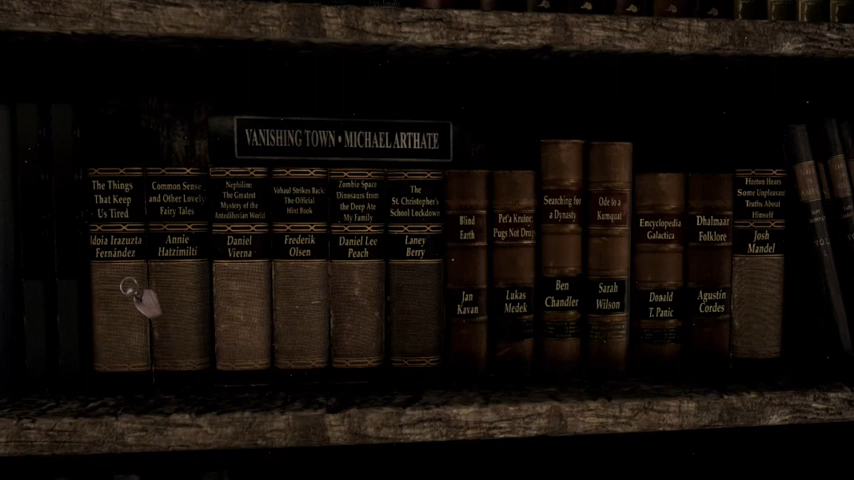 VANISHING TOWN • MICHAEL ARTHATE
The Things
That Keep
Us Tired
Idoia Irazuzta
Fernández
Common Sense
and Other Lovely
Fairy Tales
Annie
Hatzimilti
Nephilim:
The Greatest
Mystery of the
Antediluvian World
Daniel
Vierna
Vohaul Strikes Back:
The Official
Hint Book
Frederik
Olsen
Zombie Space
Dinosaurs from
the Deep Ate
My Family
Daniel Lee
Peach
The
St. Christopher's
School Lockdown
Laney
Berry
Blind
Earth
Jan
Kavan
Pet'a Krujoic
Pugs Not Drugs
Lukas
Medek
Searching for
a Dynasty
Ben
Chandler
Ode to a
Kumquat
Sarah
Wilson
Encyclopedia
Galactica
Donald
T. Panic
Dhalmaar
Folklore
Agustín
Cordes
Horton Hears
Some Unpleasant
Truths About
Himself
Josh
Mandel